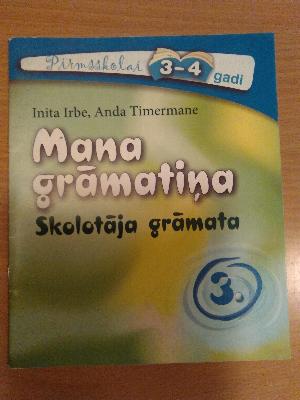 Pirmsskolai 3-4 gadi
Inita Irbe, Anda Timermane
Mana
grāmatiņa
Skolotāja grāmata
3.